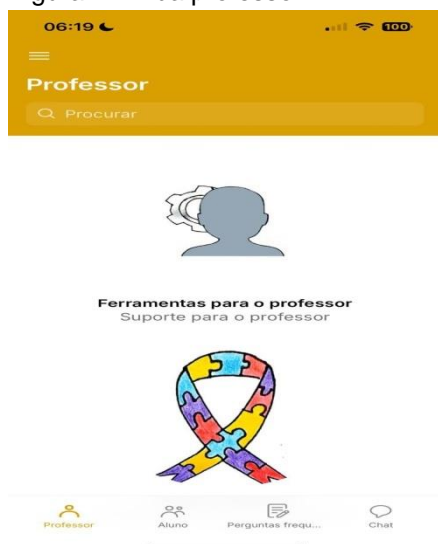 06:19
100
Professor
Procurar
Ferramentas para o professor
Suporte para o professor
Professor
Aluno
Perguntas frequ...
Chat